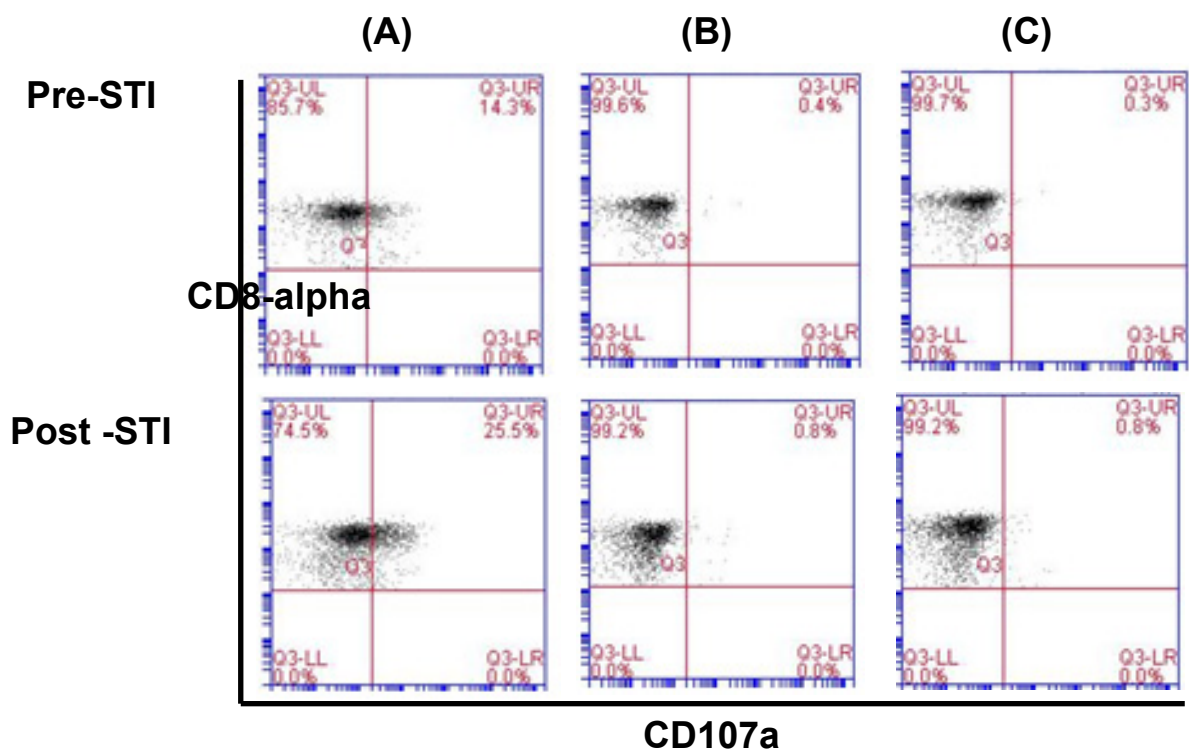 (A) (B) (C)
Pre-STI
Q3-UL Q3-UR
85.7% 14.3%
Q3
Q3-LL Q3-LR
0.0% 0.0%
Q3-UL Q3-UR
99.6% 0.4%
Q3
Q3-LL Q3-LR
0.0% 0.0%
Q3-UL Q3-UR
99.7% 0.3%
Q3
Q3-LL Q3-LR
0.0% 0.0%
CD8-alpha
Post -STI
Q3-UL Q3-UR
74.5% 25.5%
Q3
Q3-LL Q3-LR
0.0% 0.0%
Q3-UL Q3-UR
99.2% 0.8%
Q3
Q3-LL Q3-LR
0.0% 0.0%
Q3-UL Q3-UR
99.2% 0.8%
Q3
Q3-LL Q3-LR
0.0% 0.0%
CD107a